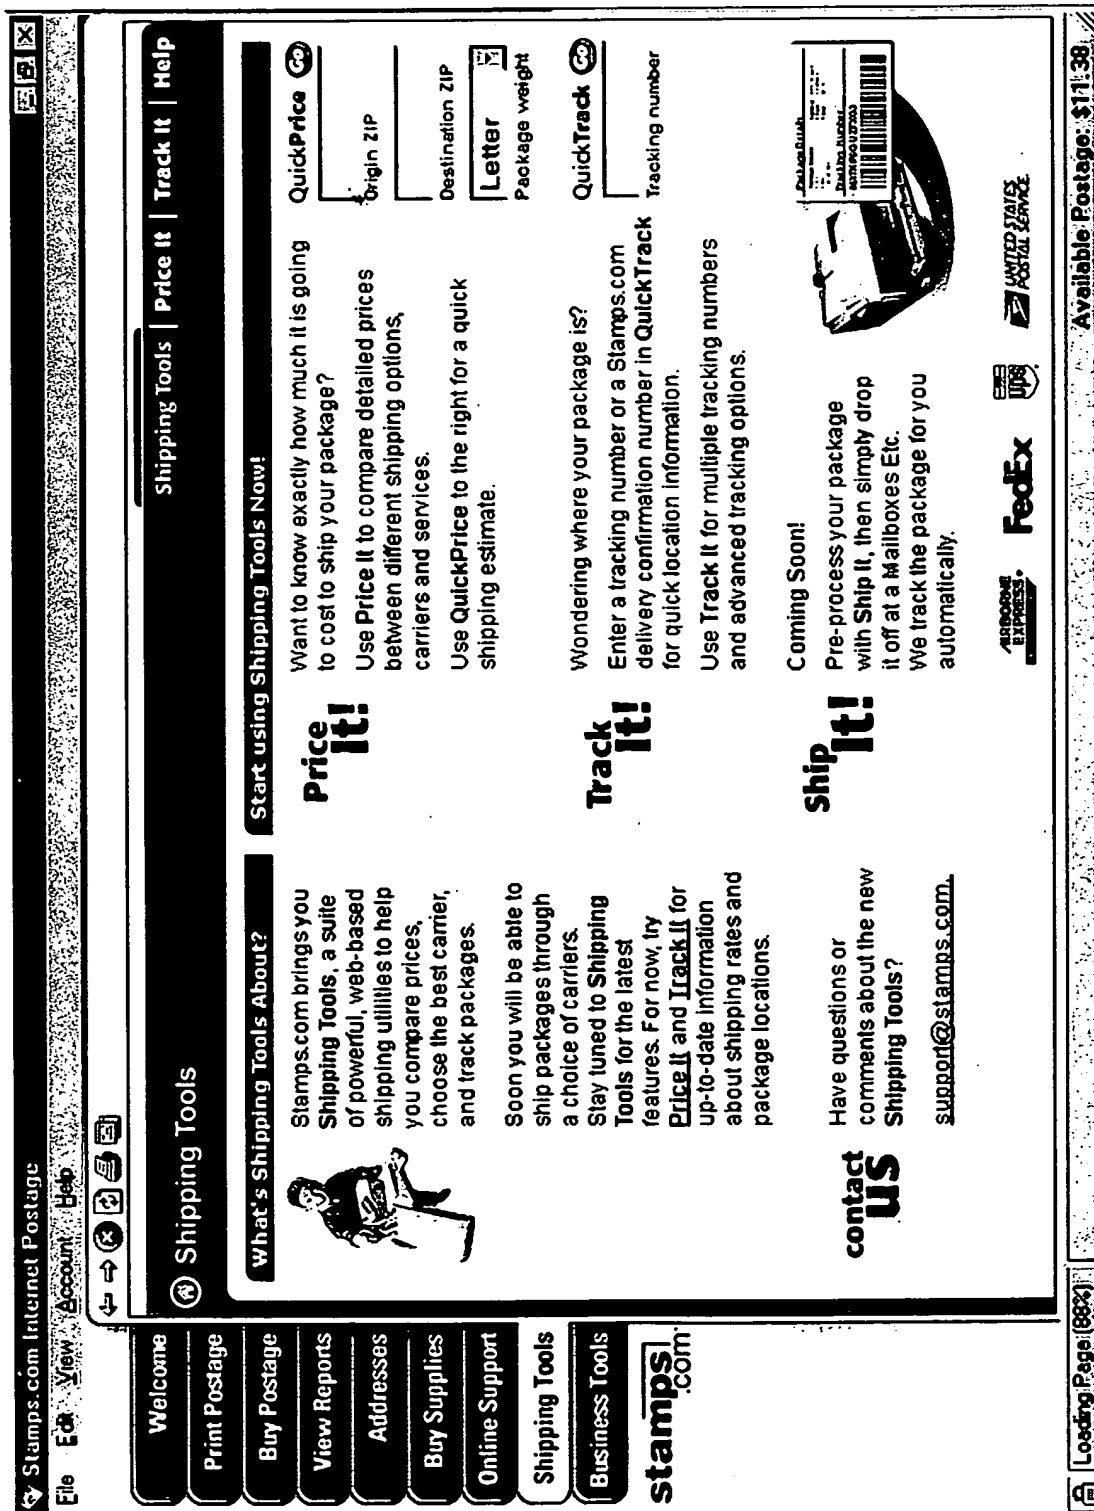 Stamps.com Internet Postage
File Edit View Account Help
Welcome
Print Postage
Buy Postage
View Reports
Addresses
Buy Supplies
Online Support
Shipping Tools
Business Tools
stamps
.com
Shipping Tools
Shipping Tools | Price It | Track It | Help
What's Shipping Tools About?
Stamps.com brings you
Shipping Tools, a suite
of powerful, web-based
shipping utilities to help
you compare prices,
choose the best carrier,
and track packages.
Soon you will be able to
ship packages through
a choice of carriers.
Stay tuned to Shipping
Tools for the latest
features. For now, try
Price It and Track It for
up-to-date information
about shipping rates and
package locations.
contact
us
Have questions or
comments about the new
Shipping Tools?
support@stamps.com.
Start using Shipping Tools Now!
Price
It!
Want to know exactly how much it is going
to cost to ship your package?
Use Price It to compare detailed prices
between different shipping options,
carriers and services.
Use QuickPrice to the right for a quick
shipping estimate.
QuickPrice Go
Origin ZIP
Destination ZIP
Letter
Package weight
Track
It!
Wondering where your package is?
Enter a tracking number or a Stamps.com
delivery confirmation number in QuickTrack
for quick location information.
Use Track It for multiple tracking numbers
and advanced tracking options.
QuickTrack Go
Tracking number
Ship
It!
Coming Soon!
Pre-process your package
with Ship It, then simply drop
it off at a Mailboxes Etc.
We track the package for you
automatically.
Tracking Number
AIRBORNE
EXPRESS
FedEx
ups
UNITED STATES
POSTAL SERVICE
Loading Page (88%)
Available Postage: $11.38